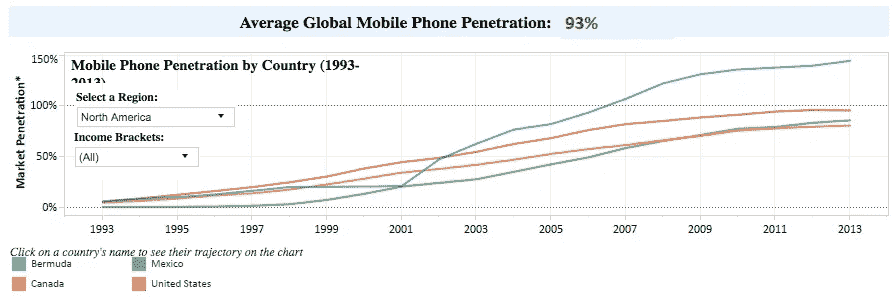 Average Global Mobile Phone Penetration: 93%
Mobile Phone Penetration by Country (1993-
2013)
Select a Region:
North America
Income Brackets:
(All)
Market Penetration*
150%
100%
50%
0%
1993 1995 1997 1999 2001 2003 2005 2007 2009 2011 2013
Click on a country's name to see their trajectory on the chart
Bermuda Mexico
Canada United States